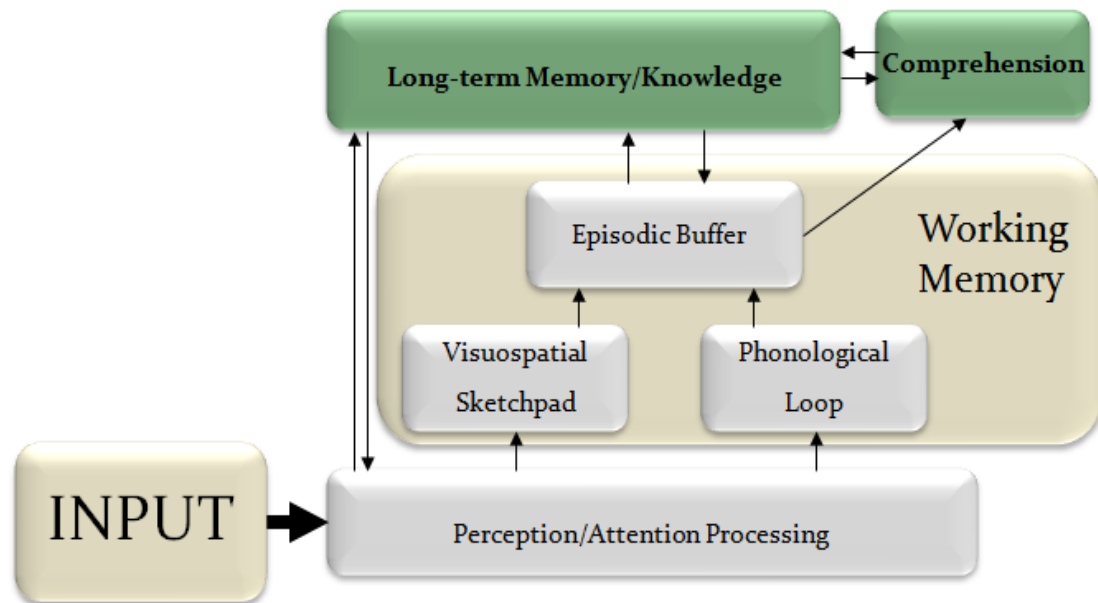 Long-term Memory/Knowledge
Comprehension
Episodic Buffer
Working
Memory
Visuospatial
Sketchpad
Phonological
Loop
INPUT
Perception/Attention Processing